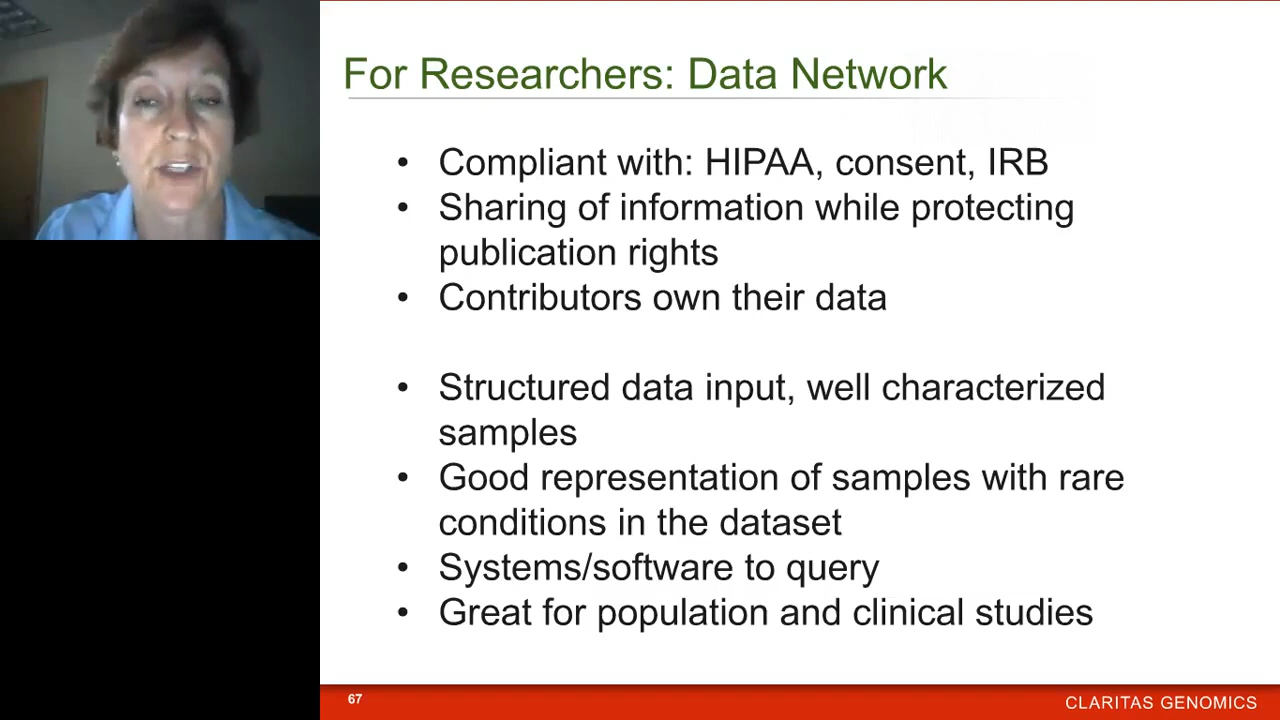 For Researchers: Data Network
• Compliant with: HIPAA, consent, IRB
• Sharing of information while protecting
publication rights
• Contributors own their data
• Structured data input, well characterized
samples
• Good representation of samples with rare
conditions in the dataset
• Systems/software to query
• Great for population and clinical studies
67
CLARITAS GENOMICS